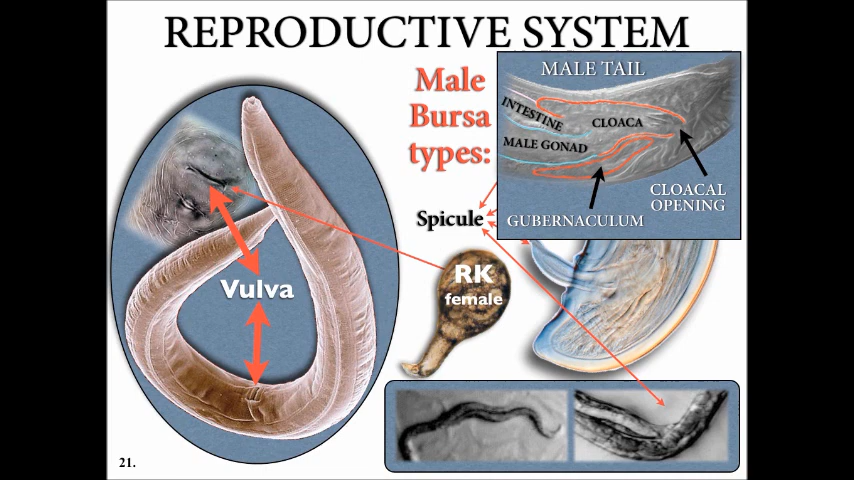 REPRODUCTIVE SYSTEM
Male
Bursa
types:
MALE TAIL
INTESTINE
CLOACA
MALE GONAD
CLOACAL
OPENING
GUBERNACULUM
Spicule
RK
female
Vulva
21.